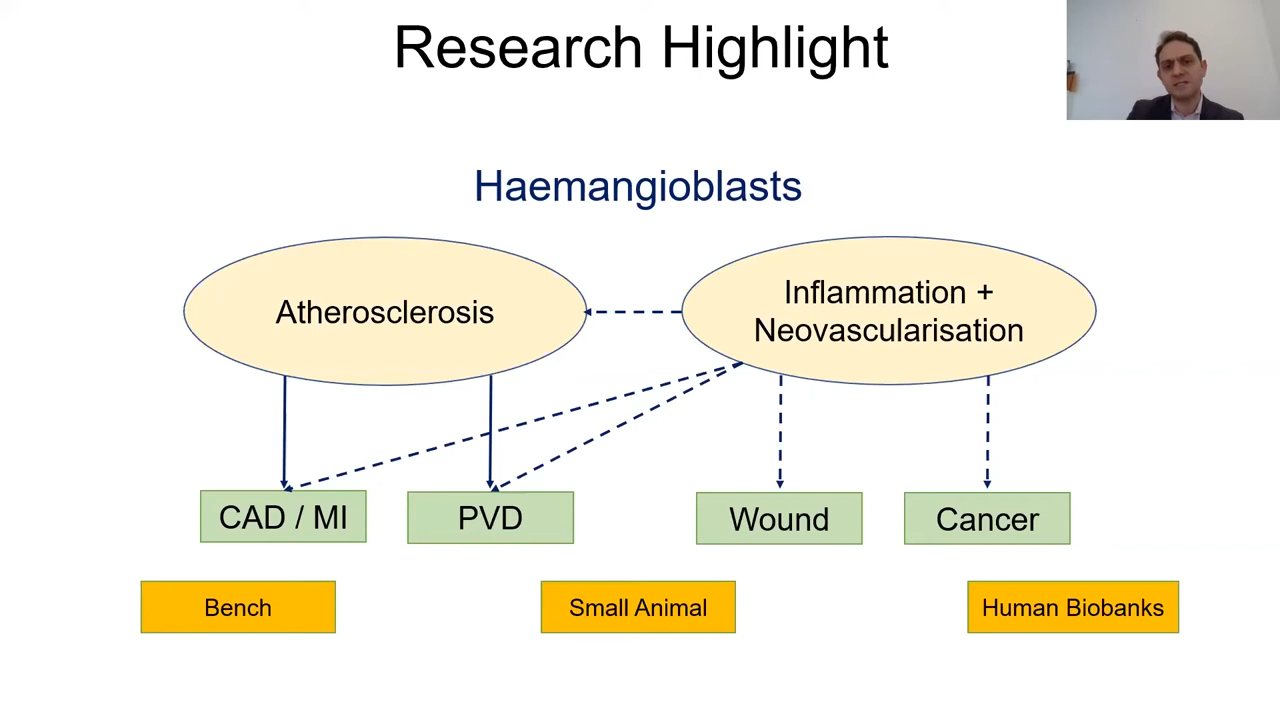 Research Highlight
Haemangioblasts
Atherosclerosis
Inflammation +
Neovascularisation
CAD / MI
PVD
Wound
Cancer
Bench
Small Animal
Human Biobanks